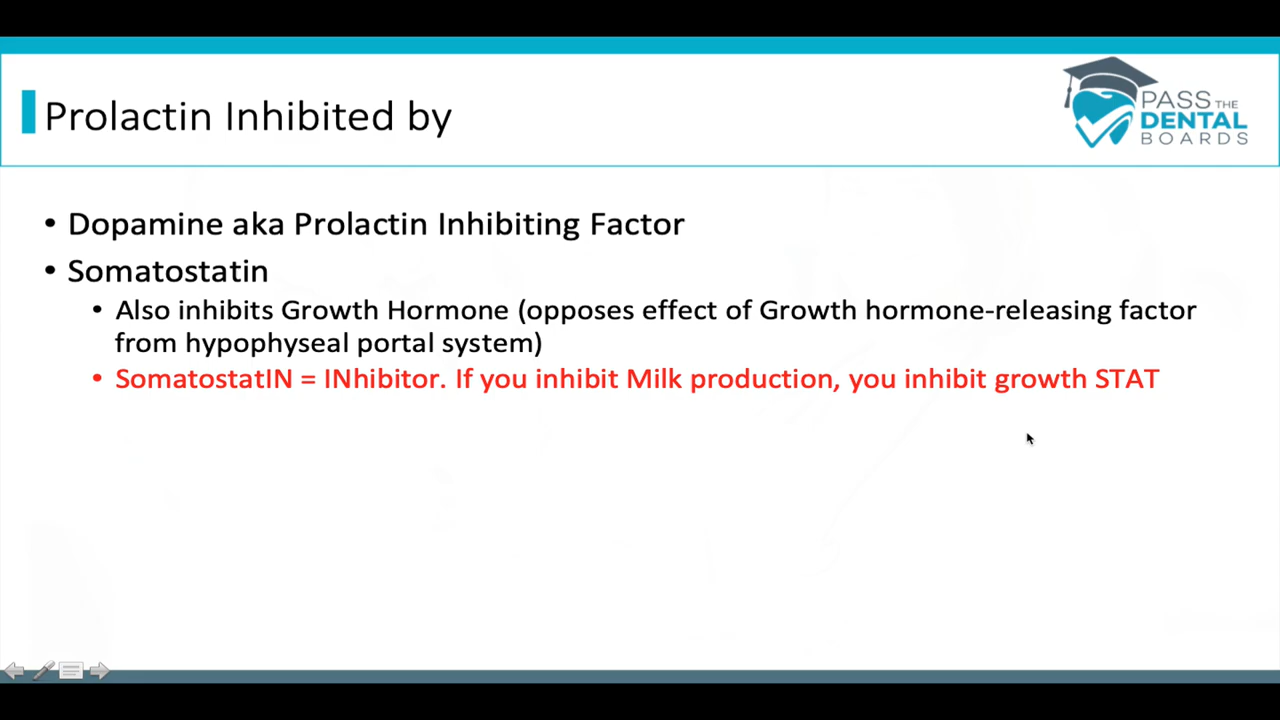 Prolactin Inhibited by
PASS THE
DENTAL
BOARDS
• Dopamine aka Prolactin Inhibiting Factor
• Somatostatin
• Also inhibits Growth Hormone (opposes effect of Growth hormone-releasing factor
from hypophyseal portal system)
• SomatostatIN = INhibitor. If you inhibit Milk production, you inhibit growth STAT